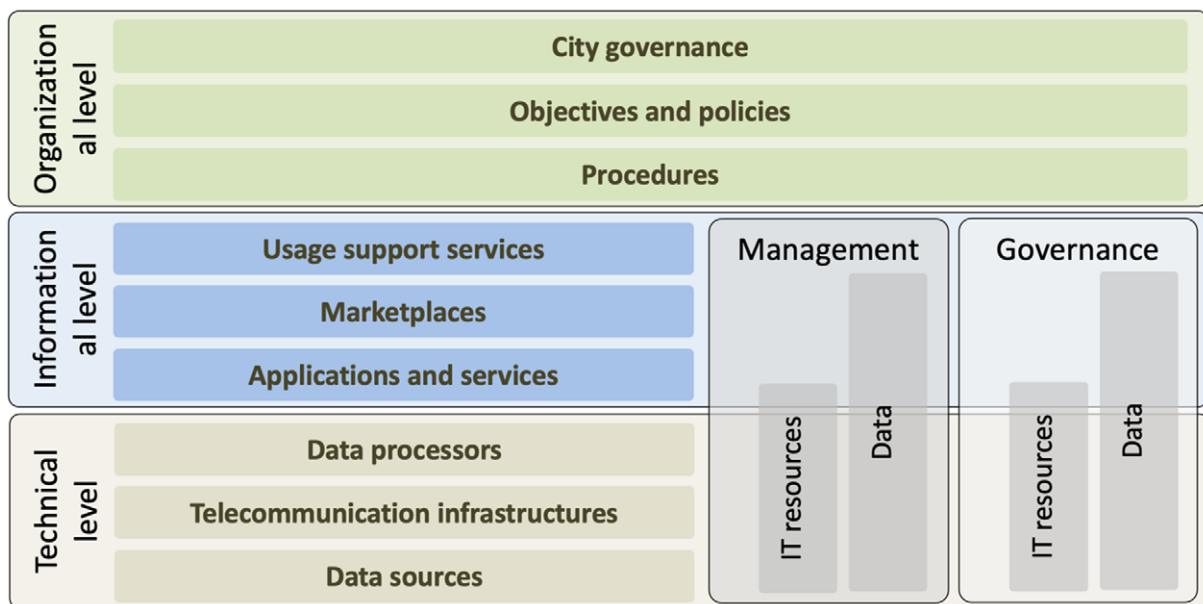 Organization
al level
City governance
Objectives and policies
Procedures
Information
al level
Usage support services
Marketplaces
Applications and services
Management
Governance
Technical
level
Data processors
Telecommunication infrastructures
Data sources
IT resources
Data
IT resources
Data